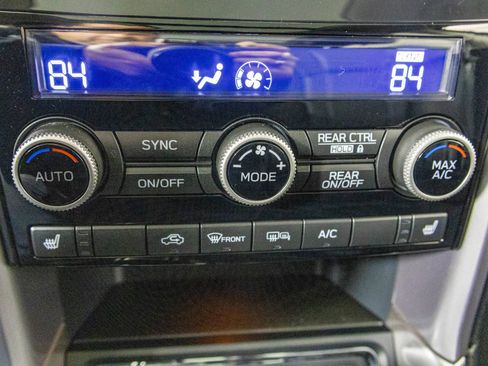 84
84
SYNC
REAR CTRL
HOLD
AUTO
MODE
MAX
A/C
ON/OFF
REAR
ON/OFF
FRONT
A/C